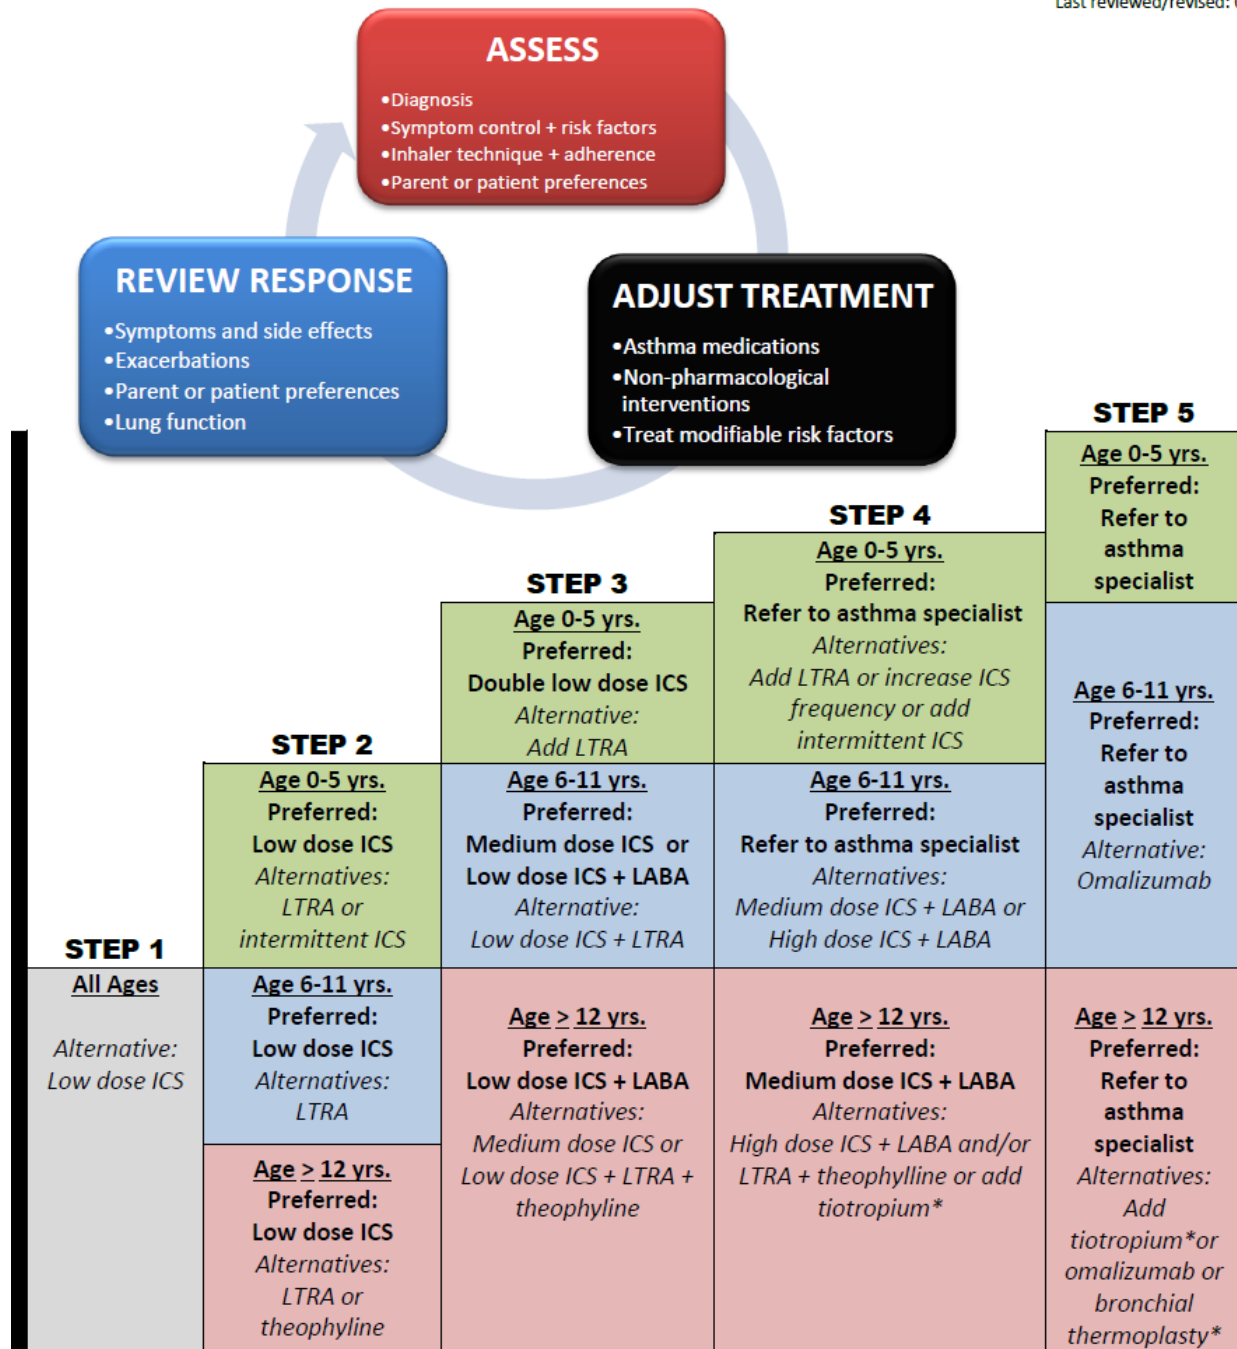 Last reviewed/revised:
ASSESS
•Diagnosis
•Symptom control + risk factors
•Inhaler technique + adherence
•Parent or patient preferences
REVIEW RESPONSE
•Symptoms and side effects
•Exacerbations
•Parent or patient preferences
•Lung function
ADJUST TREATMENT
•Asthma medications
•Non-pharmacological
interventions
•Treat modifiable risk factors
STEP 1
All Ages
Alternative:
Low dose ICS
STEP 2
Age 0-5 yrs.
Preferred:
Low dose ICS
Alternatives:
LTRA or
intermittent ICS
Age 6-11 yrs.
Preferred:
Low dose ICS
Alternatives:
LTRA
Age ≥ 12 yrs.
Preferred:
Low dose ICS
Alternatives:
LTRA or
theophyline
STEP 3
Age 0-5 yrs.
Preferred:
Double low dose ICS
Alternative:
Add LTRA
Age 6-11 yrs.
Preferred:
Medium dose ICS or
Low dose ICS + LABA
Alternative:
Low dose ICS + LTRA
Age ≥ 12 yrs.
Preferred:
Low dose ICS + LABA
Alternatives:
Medium dose ICS or
Low dose ICS + LTRA +
theophyline
STEP 4
Age 0-5 yrs.
Preferred:
Refer to asthma specialist
Alternatives:
Add LTRA or increase ICS
frequency or add
intermittent ICS
Age 6-11 yrs.
Preferred:
Refer to asthma specialist
Alternatives:
Medium dose ICS + LABA or
High dose ICS + LABA
Age ≥ 12 yrs.
Preferred:
Medium dose ICS + LABA
Alternatives:
High dose ICS + LABA and/or
LTRA + theophylline or add
tiotropium*
STEP 5
Age 0-5 yrs.
Preferred:
Refer to
asthma
specialist
Age 6-11 yrs.
Preferred:
Refer to
asthma
specialist
Alternative:
Omalizumab
Age ≥ 12 yrs.
Preferred:
Refer to
asthma
specialist
Alternatives:
Add
tiotropium*or
omalizumab or
bronchial
thermoplasty*